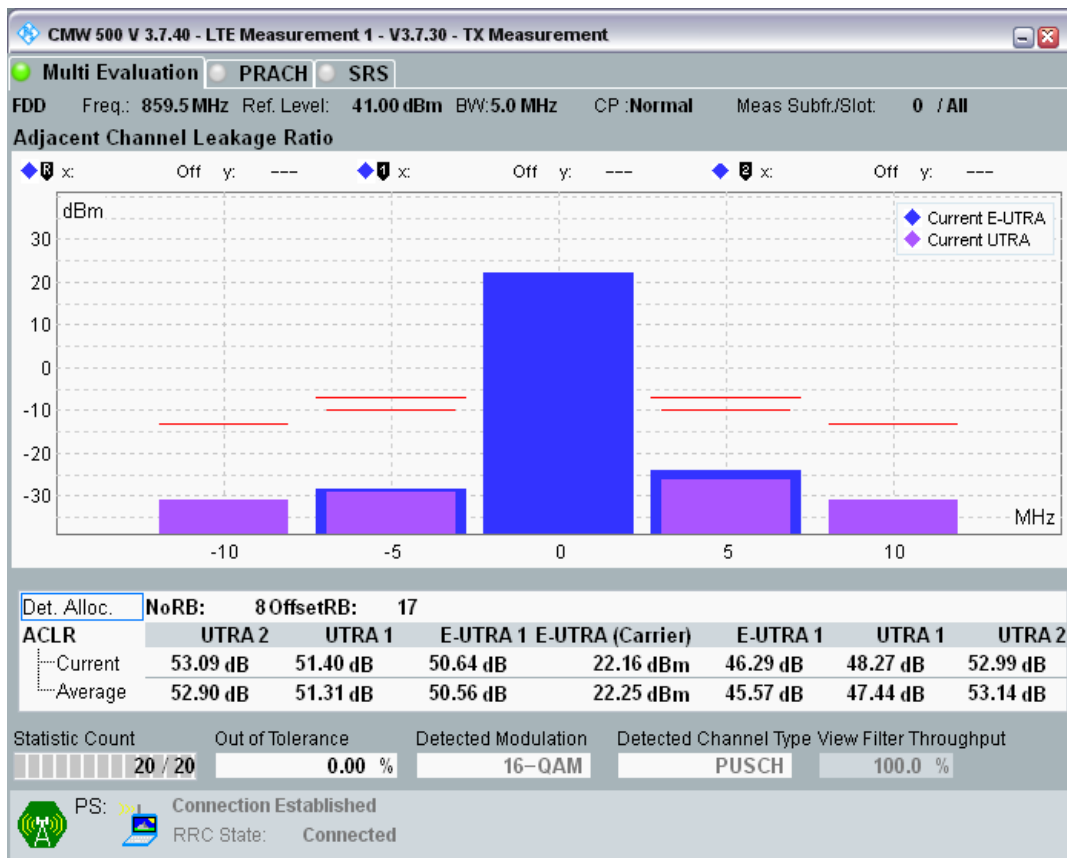 CMW 500 V 3.7.40 - LTE Measurement 1 - V3.7.30 - TX Measurement
Multi Evaluation PRACH SRS
FDD Freq.: 859.5 MHz Ref. Level: 41.00 dBm BW:5.0 MHz CP :Normal Meas Subfr./Slot: 0 / All
Adjacent Channel Leakage Ratio
R x: Off y: --- 1 x: Off y: --- 2 x: Off y: ---
dBm
Current E-UTRA
Current UTRA
30
20
10
0
-10
-20
-30
MHz
-10 -5 0 5 10
Det. Alloc. NoRB: 8 OffsetRB: 17
ACLR UTRA 2 UTRA 1 E-UTRA 1 E-UTRA (Carrier) E-UTRA 1 UTRA 1 UTRA 2
Current 53.09 dB 51.40 dB 50.64 dB 22.16 dBm 46.29 dB 48.27 dB 52.99 dB
Average 52.90 dB 51.31 dB 50.56 dB 22.25 dBm 45.57 dB 47.44 dB 53.14 dB
Statistic Count Out of Tolerance Detected Modulation Detected Channel Type View Filter Throughput
20 / 20 0.00 % 16-QAM PUSCH 100.0 %
PS: Connection Established
RRC State: Connected